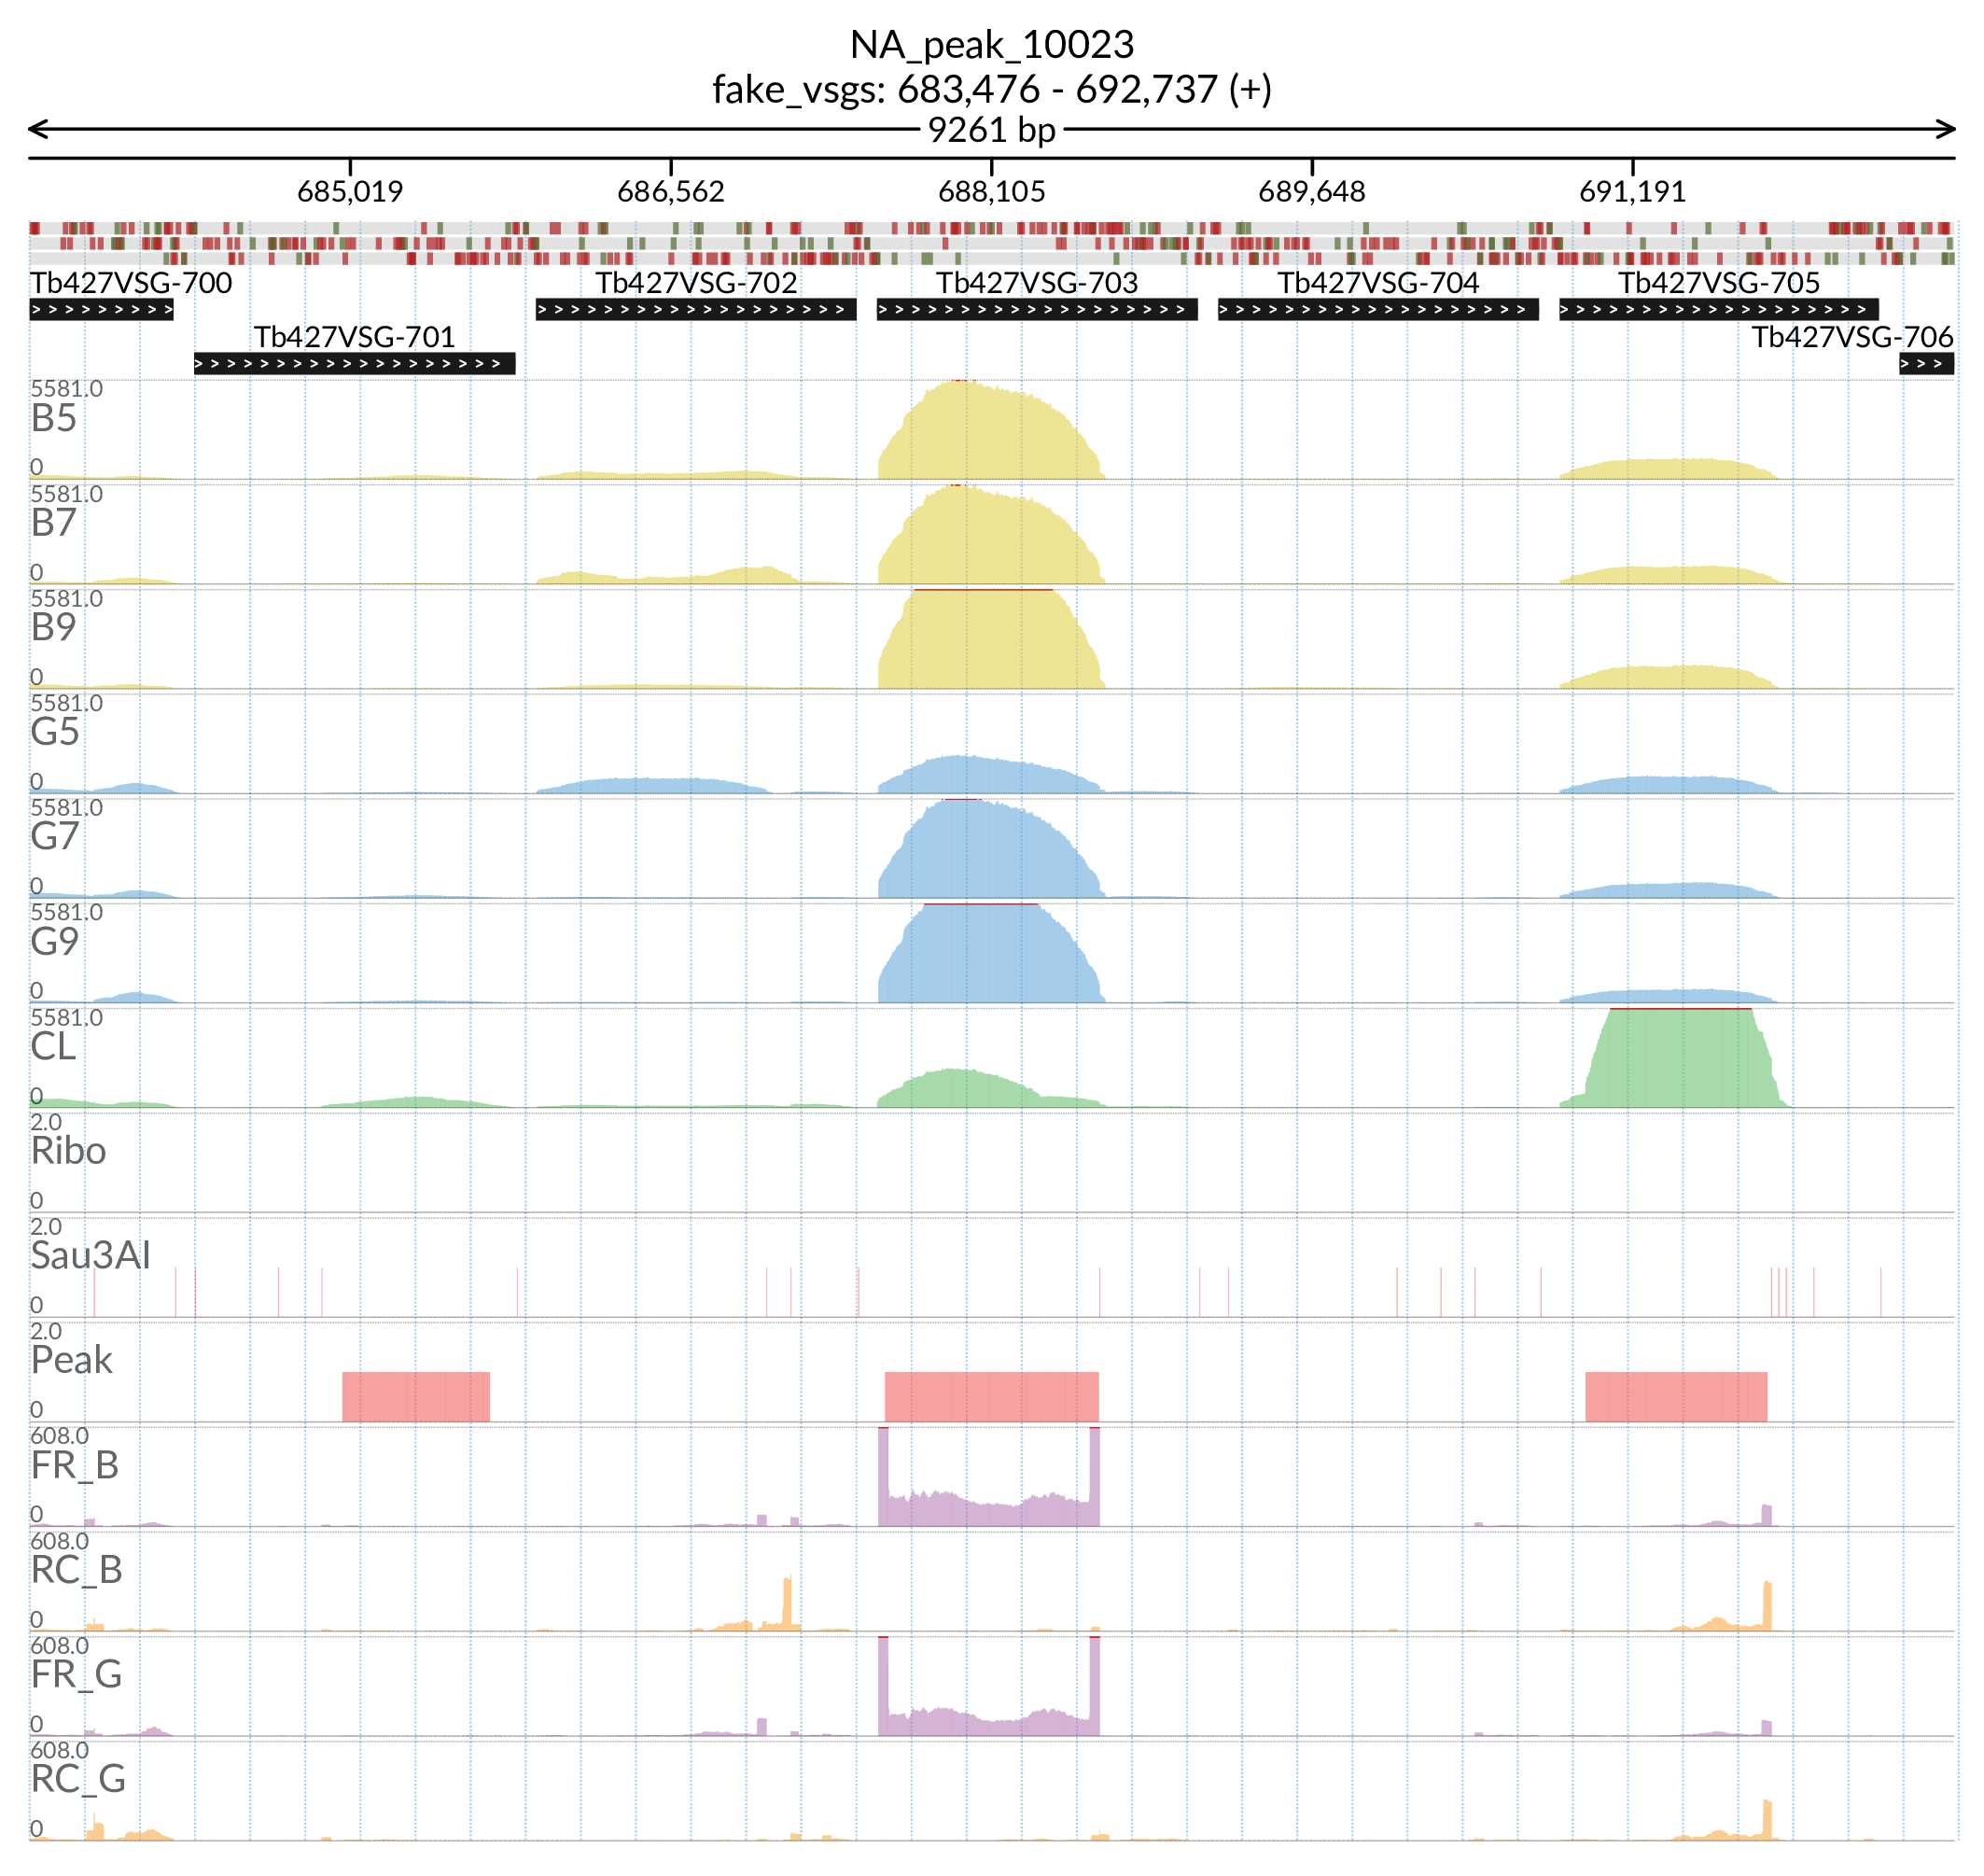 NA_peak_10023
fake_vsgs: 683,476 - 692,737 (+)
9261 bp
685,019 686,562 688,105 689,648 691,191
Tb427VSG-700 Tb427VSG-702 Tb427VSG-703 Tb427VSG-704 Tb427VSG-705
Tb427VSG-701 Tb427VSG-706
5581.0
B5
0
5581.0
B7
0
5581.0
B9
0
5581.0
G5
0
5581.0
G7
0
5581.0
G9
0
5581.0
CL
0
2.0
Ribo
0
2.0
Sau3AI
0
2.0
Peak
0
608.0
FR_B
0
608.0
RC_B
0
608.0
FR_G
0
608.0
RC_G
0